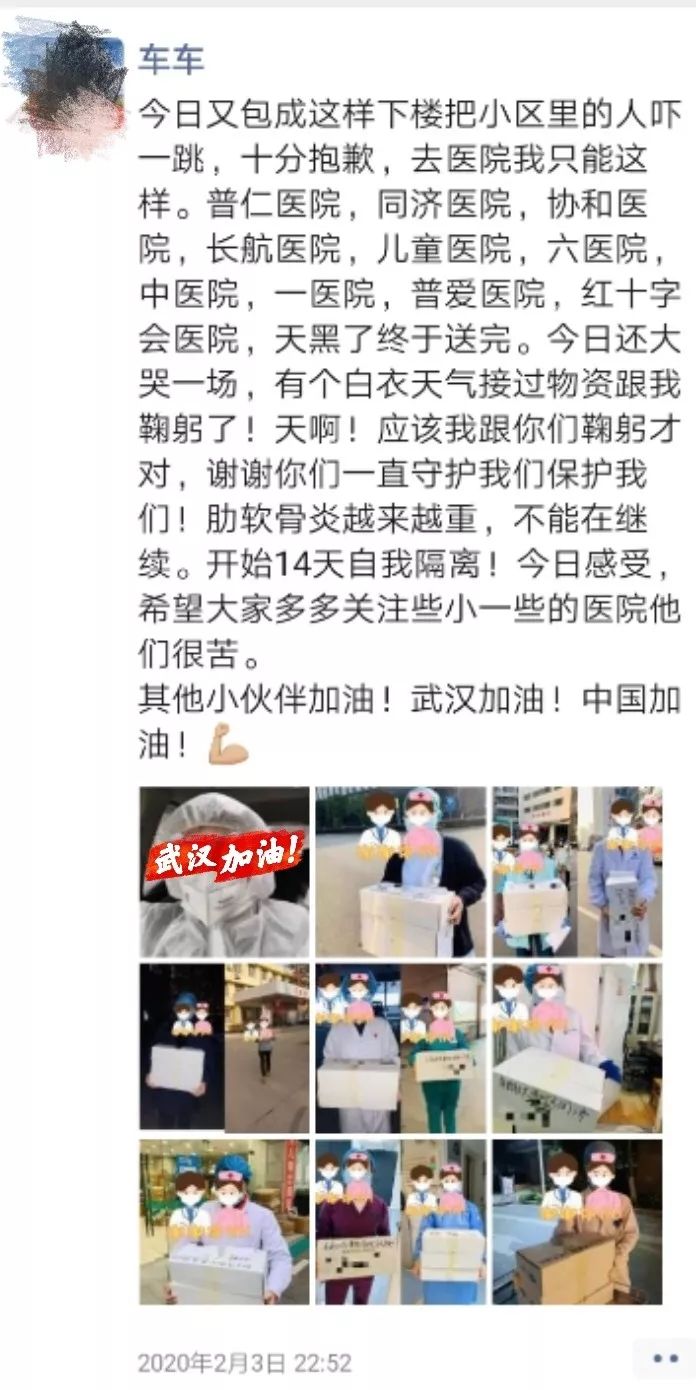 车车
今日又包成这样下楼把小区里的人吓
一跳，十分抱歉，去医院我只能这
样。普仁医院，同济医院，协和医
院，长航医院，儿童医院，六医院，
中医院，一医院，普爱医院，红十字
会医院，天黑了终于送完。今日还大
哭一场，有个白衣天气接过物资跟我
鞠躬了！天啊！应该我跟你们鞠躬才
对，谢谢你们一直守护我们保护我
们！肋软骨炎越来越重，不能在继
续。开始14天自我隔离！今日感受，
希望大家多多关注些小一些的医院他
们很苦。
其他小伙伴加油！武汉加油！中国加
油！💪🏼
武汉加油!
2020年2月3日 22:52